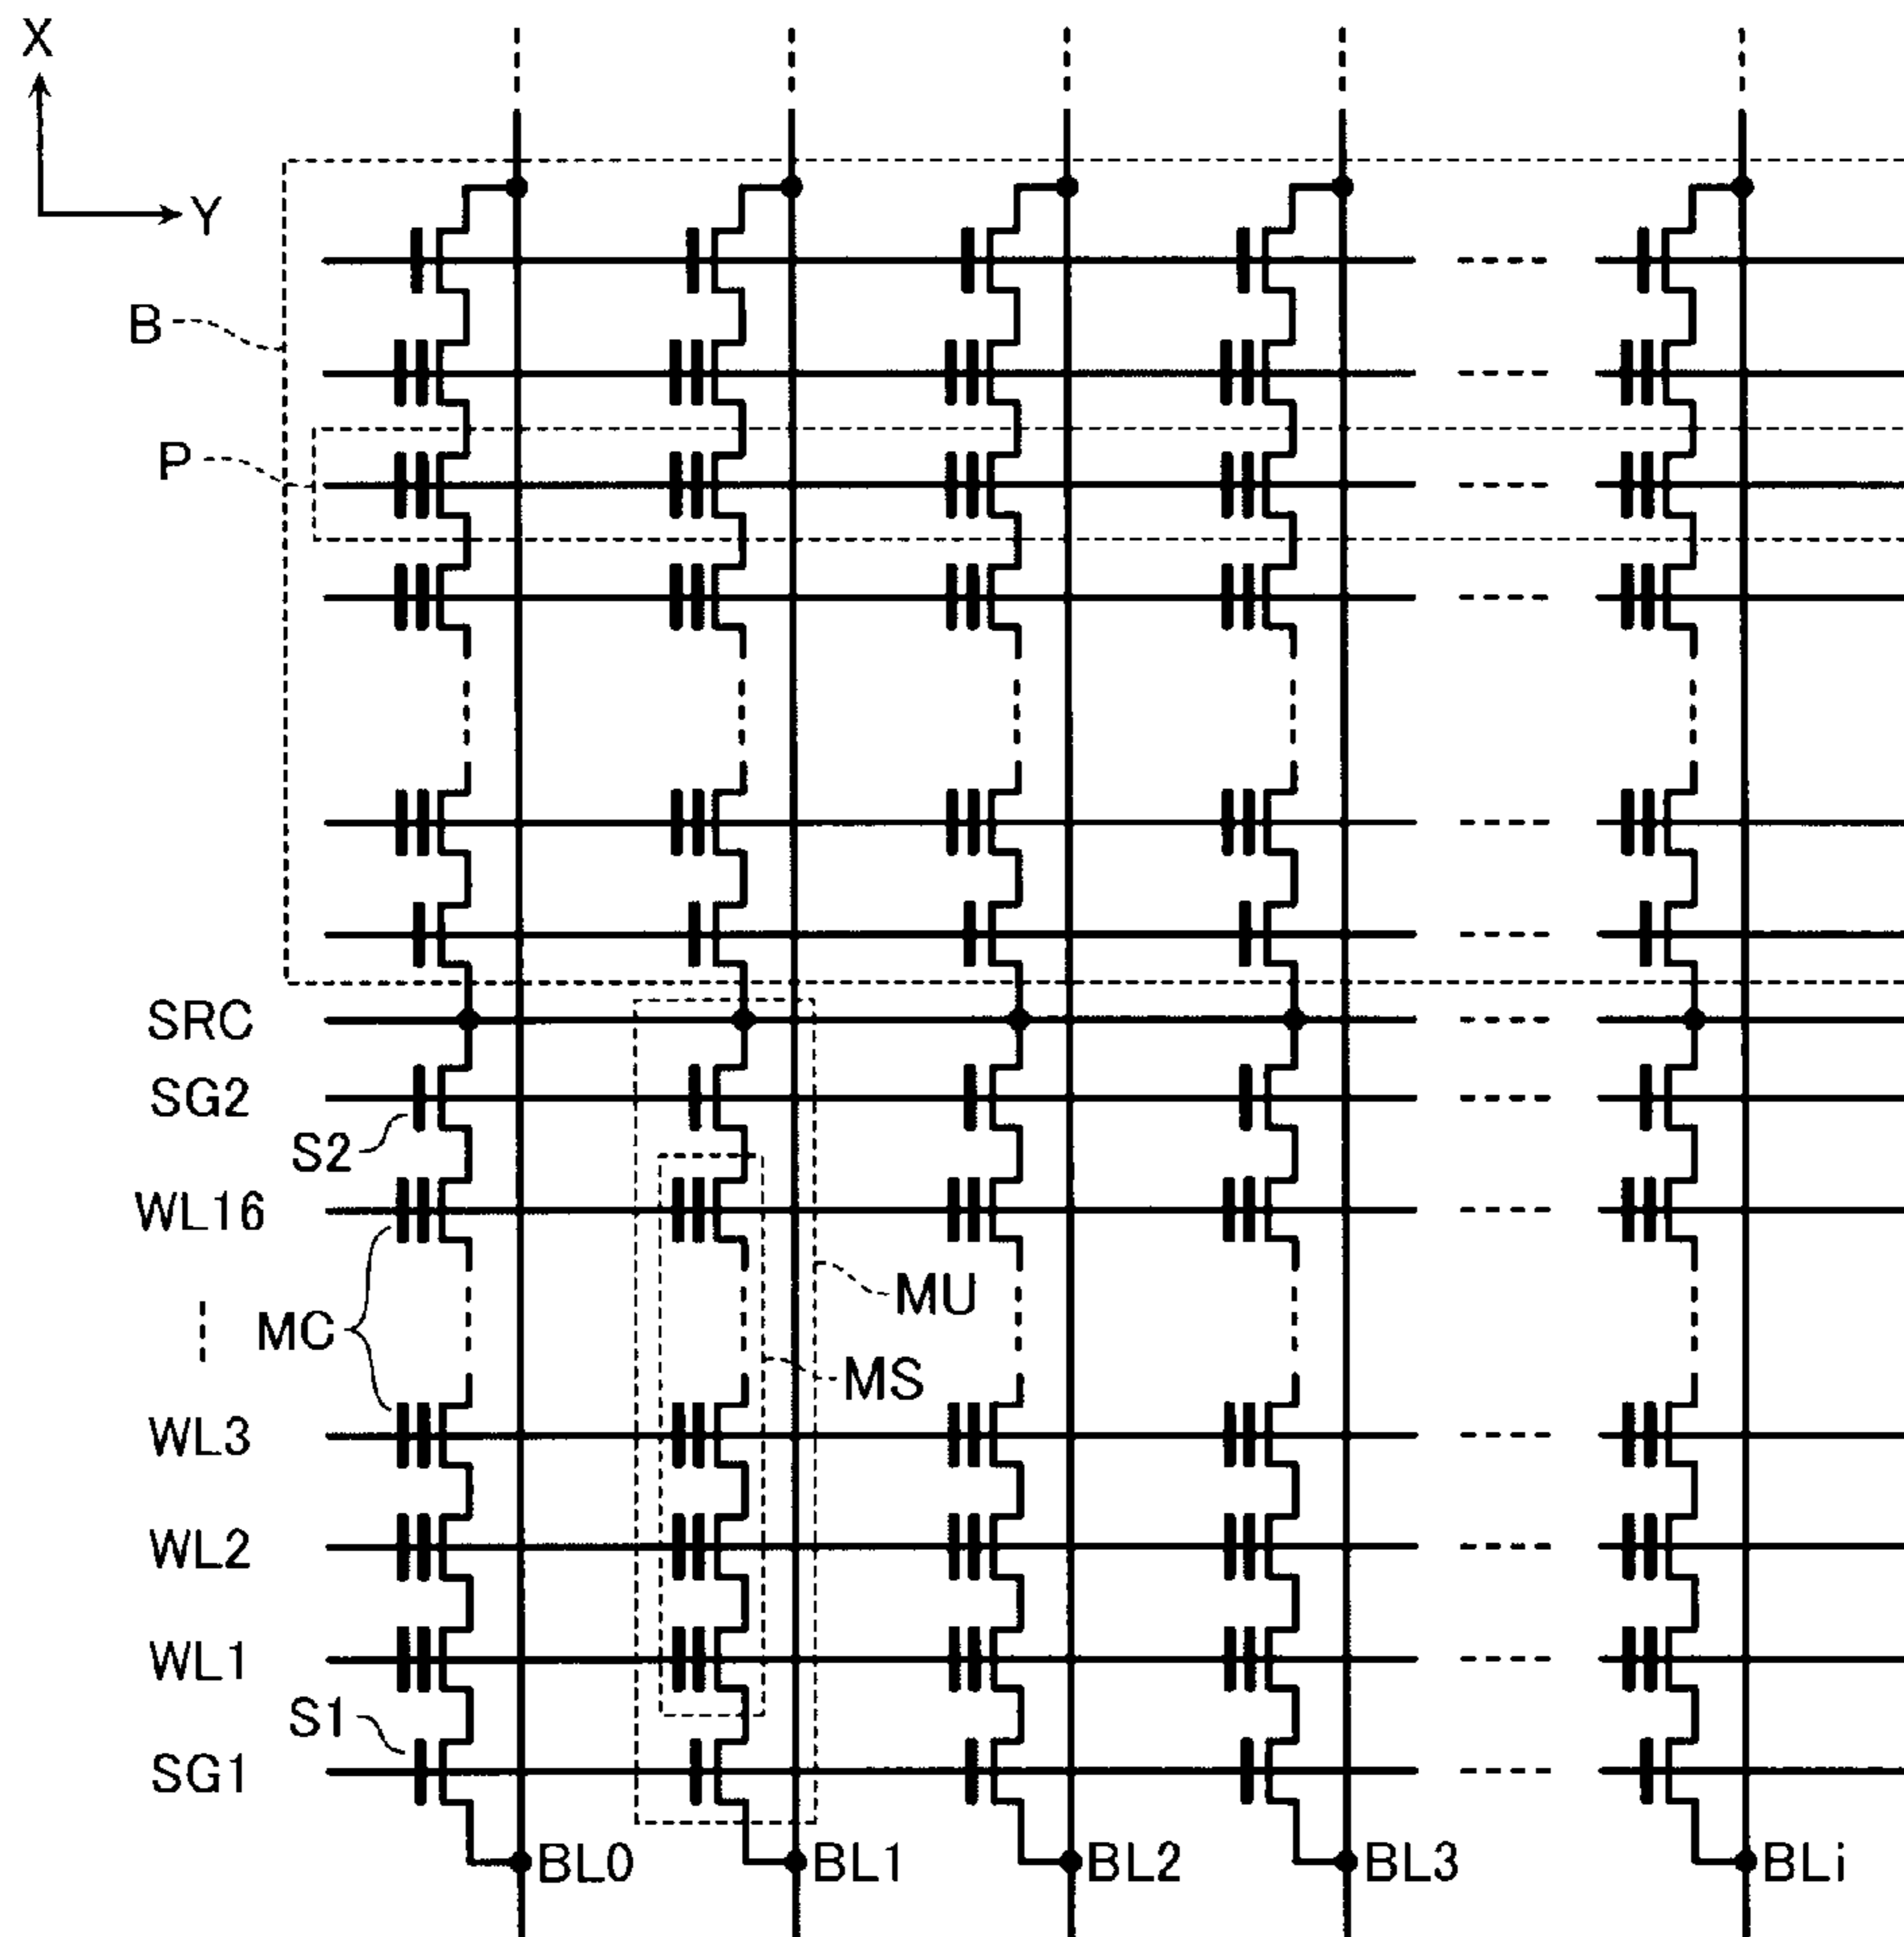 X
Y
B
P
SRC
SG2
S2
WL16
MU
MC
MS
WL3
WL2
WL1
S1
SG1
BL0 BL1 BL2 BL3 BLi